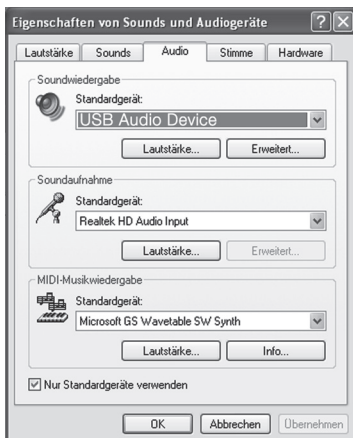 Eigenschaften von Sounds und Audiogeräte
Lautstärke Sounds Audio Stimme Hardware
Soundwiedergabe
Standardgerät:
USB Audio Device
Lautstärke... Erweitert...
Soundaufnahme
Standardgerät:
Realtek HD Audio Input
Lautstärke... Erweitert...
MIDI-Musikwiedergabe
Standardgerät:
Microsoft GS Wavetable SW Synth
Lautstärke... Info...
Nur Standardgeräte verwenden
OK Abbrechen Übernehmen